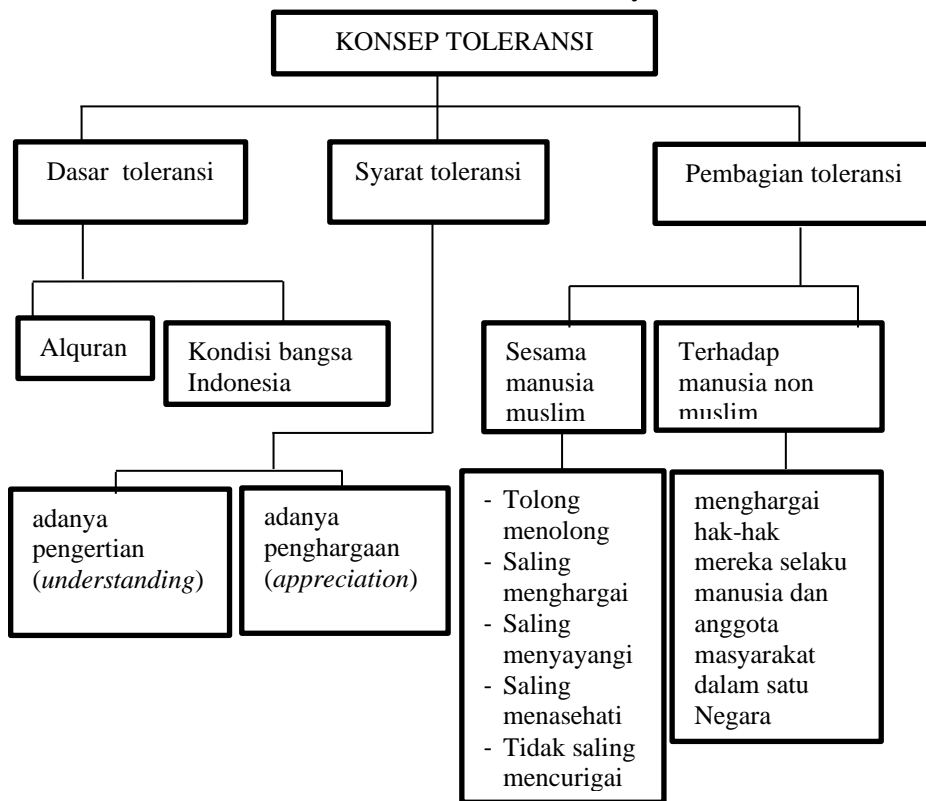 KONSEP TOLERANSI
Dasar toleransi
Syarat toleransi
Pembagian toleransi
Alquran
Kondisi bangsa
Indonesia
Sesama
manusia
muslim
Terhadap
manusia non
muslim
adanya
pengertian
(understanding)
adanya
penghargaan
(appreciation)
- Tolong
menolong
- Saling
menghargai
- Saling
menyayangi
- Saling
menasehati
- Tidak saling
mencurigai
menghargai
hak-hak
mereka selaku
manusia dan
anggota
masyarakat
dalam satu
Negara